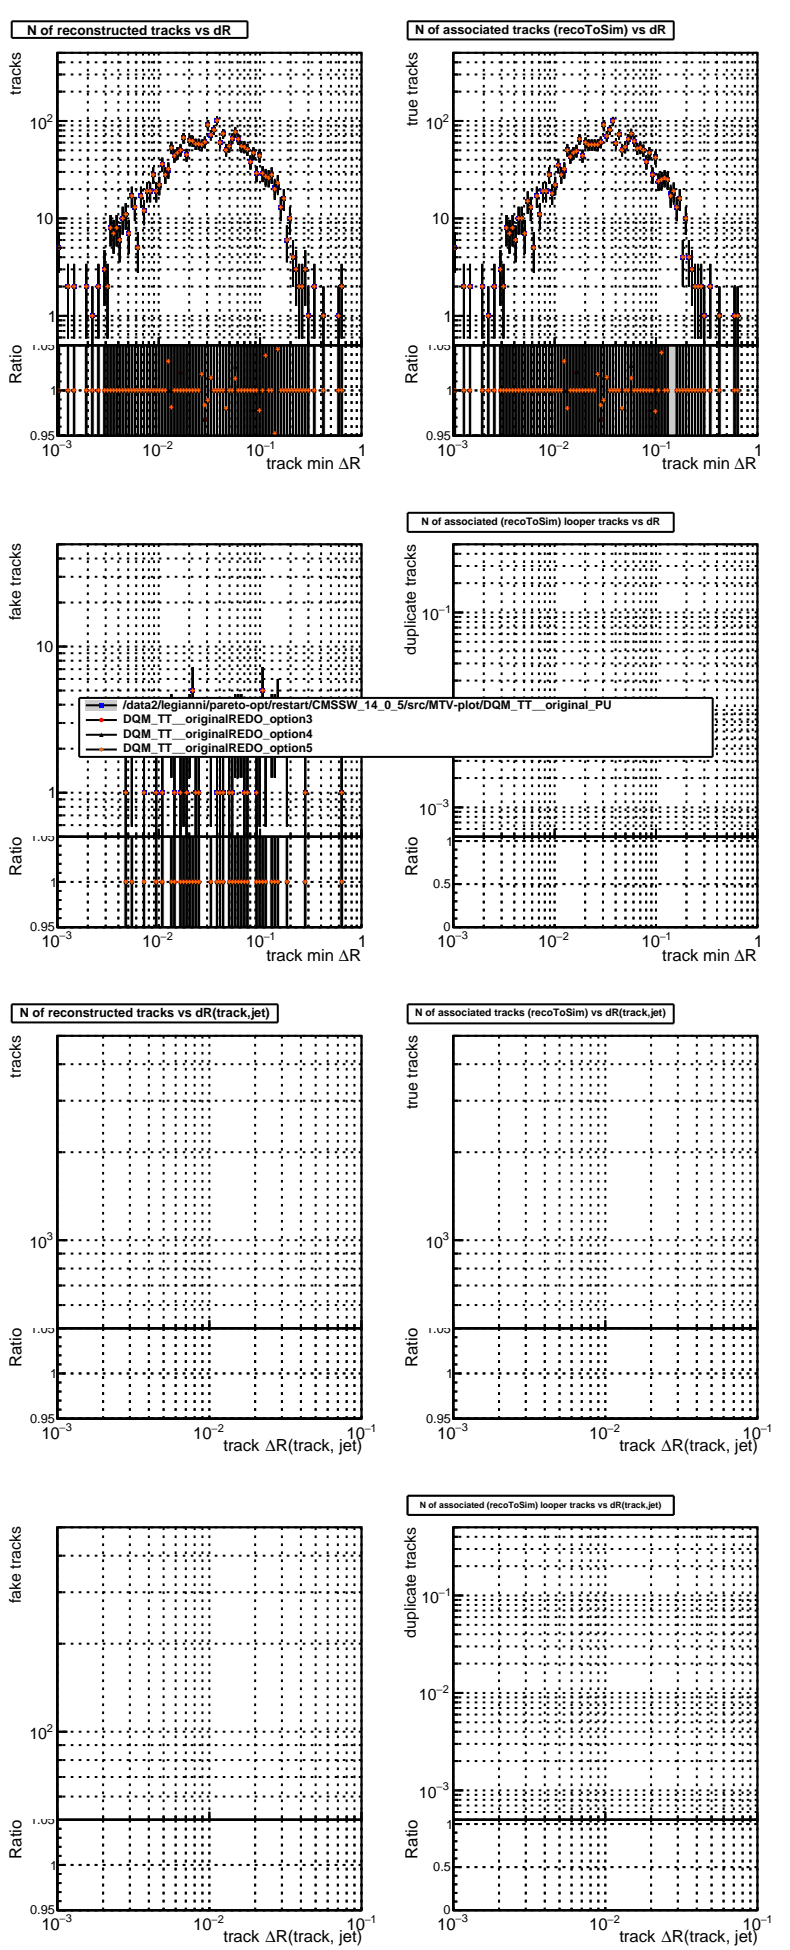 N of reconstructed tracks vs dR
N of associated tracks (recoToSim) vs dR
tracks
10²
10
1
Ratio
1.05
1
0.95
10⁻³
10⁻²
10⁻¹
1
track min ΔR
true tracks
10²
10
1
Ratio
1.05
1
0.95
10⁻³
10⁻²
10⁻¹
1
track min ΔR
N of associated (recoToSim) looper tracks vs dR
fake tracks
10
1
Ratio
1.05
1
0.95
10⁻³
10⁻²
10⁻¹
1
track min ΔR
duplicate tracks
10⁻¹
10⁻³
Ratio
1
0.5
0
10⁻³
10⁻²
10⁻¹
1
track min ΔR
/data2/legianni/pareto-opt/restart/CMSSW_14_0_5/src/MTV-plot/DQM_TT__original_PU
DQM_TT__originalREDO_option3
DQM_TT__originalREDO_option4
DQM_TT__originalREDO_option5
N of reconstructed tracks vs dR(track,jet)
N of associated tracks (recoToSim) vs dR(track,jet)
tracks
10³
Ratio
1.05
1
0.95
10⁻³
10⁻²
10⁻¹
track ΔR(track, jet)
true tracks
10³
Ratio
1.05
1
0.95
10⁻³
10⁻²
10⁻¹
track ΔR(track, jet)
N of associated (recoToSim) looper tracks vs dR(track,jet)
fake tracks
10²
Ratio
1.05
1
0.95
10⁻³
10⁻²
10⁻¹
track ΔR(track, jet)
duplicate tracks
10⁻¹
10⁻²
10⁻³
Ratio
1
0.5
0
10⁻³
10⁻²
10⁻¹
track ΔR(track, jet)